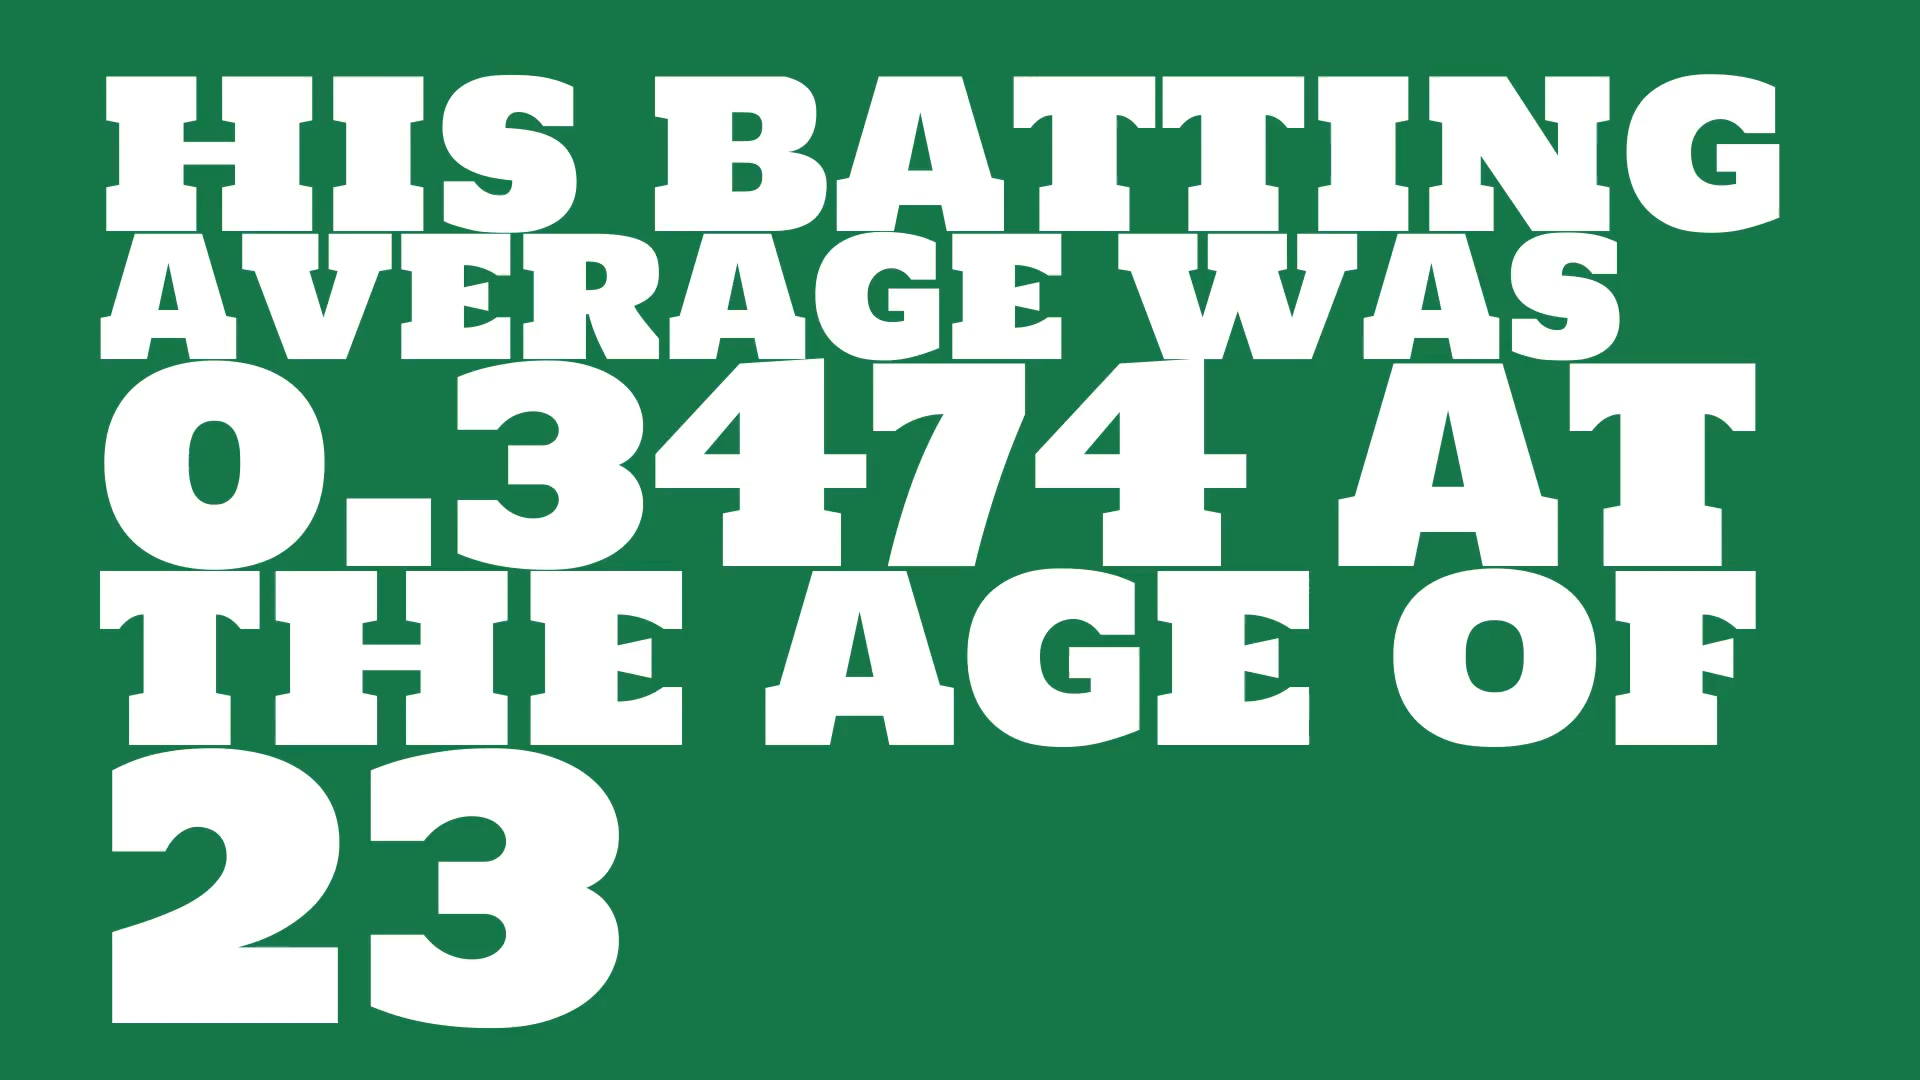 HIS BATTING
AVERAGE WAS
0.3474 AT
THE AGE OF
23